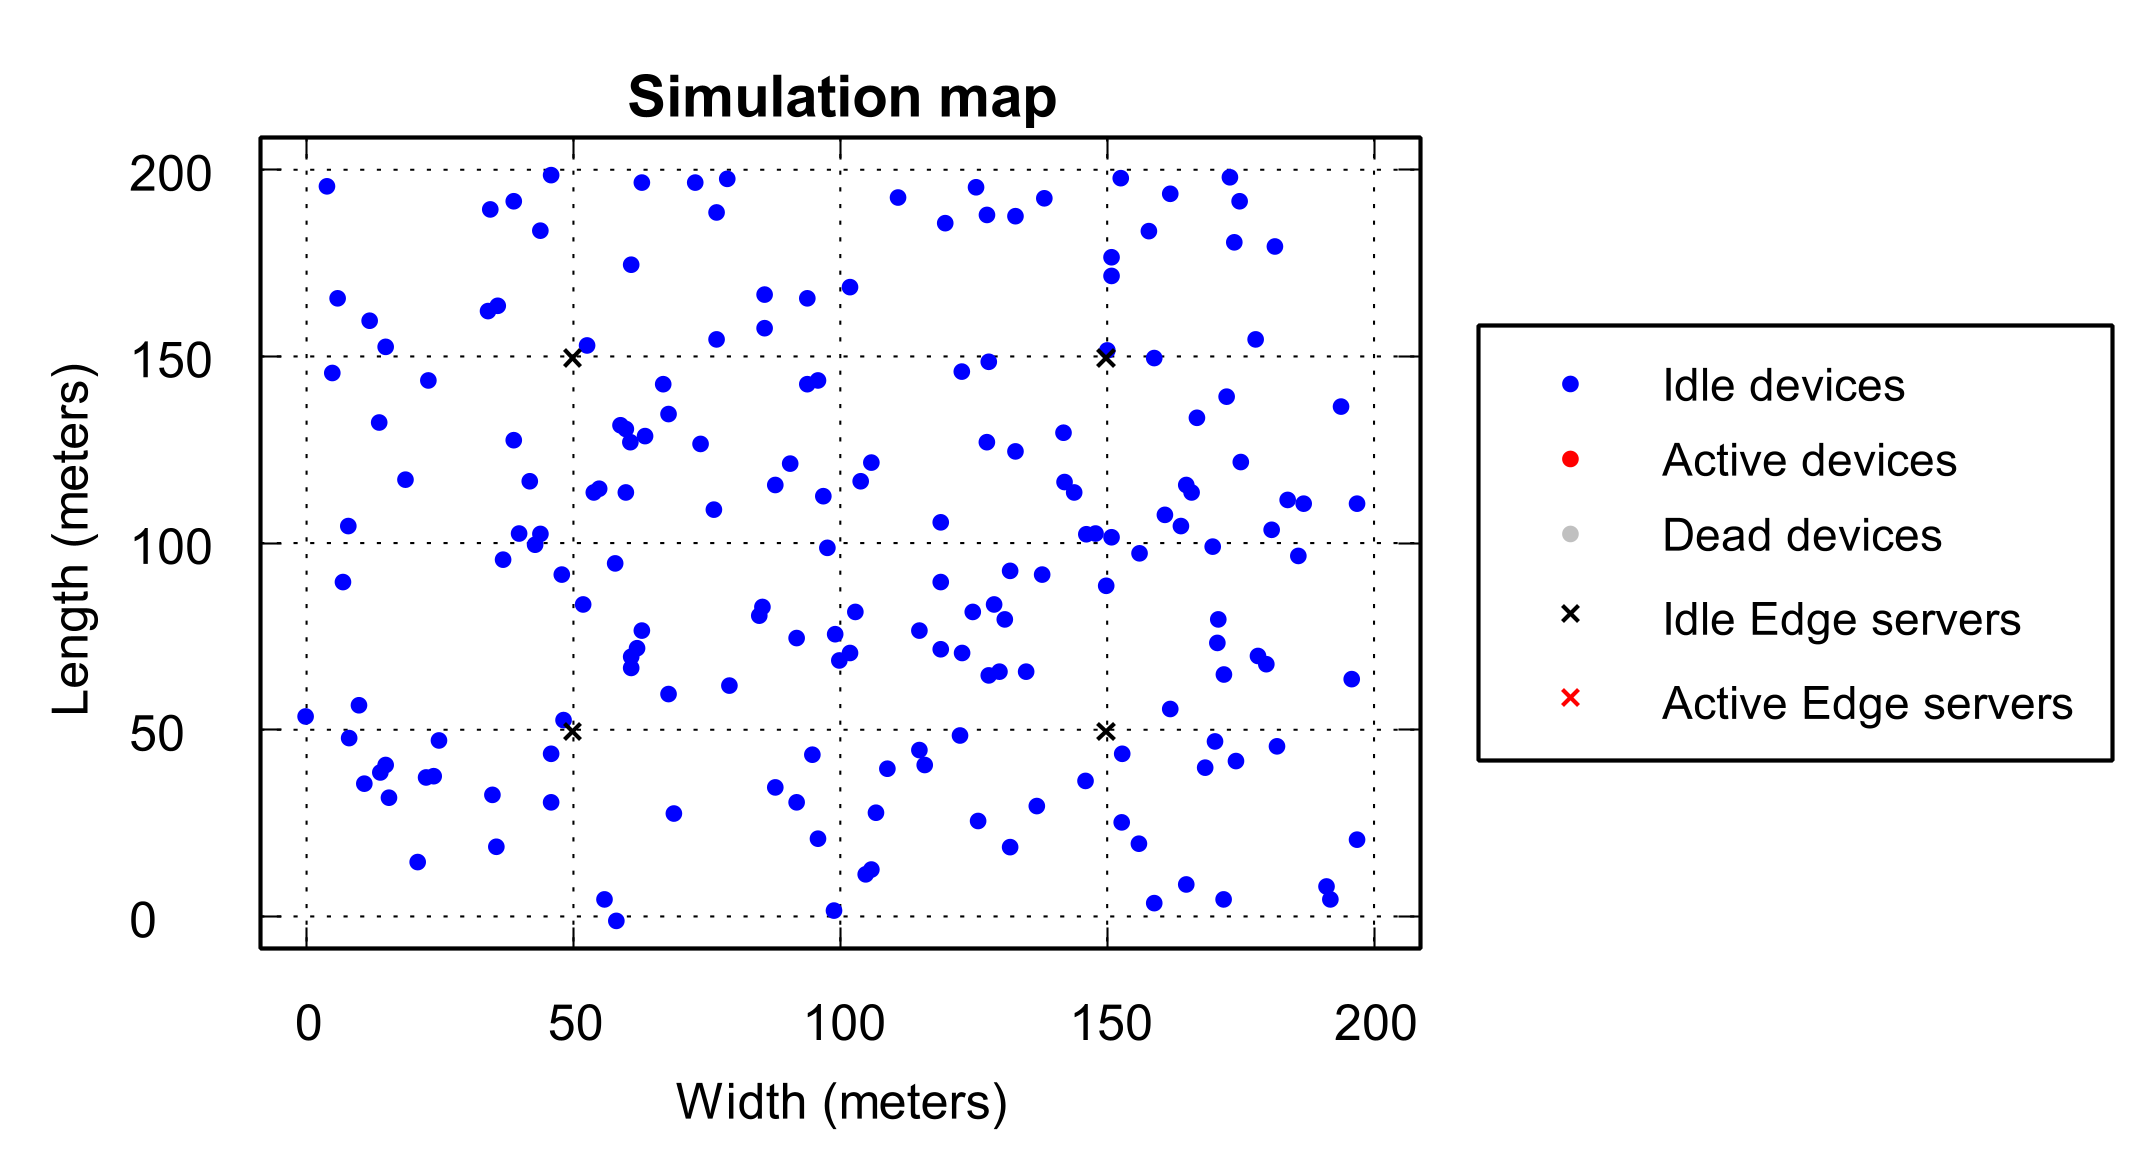 Simulation map
200
150
100
50
0
Length (meters)
0 50 100 150 200
Width (meters)
Idle devices
Active devices
Dead devices
Idle Edge servers
Active Edge servers